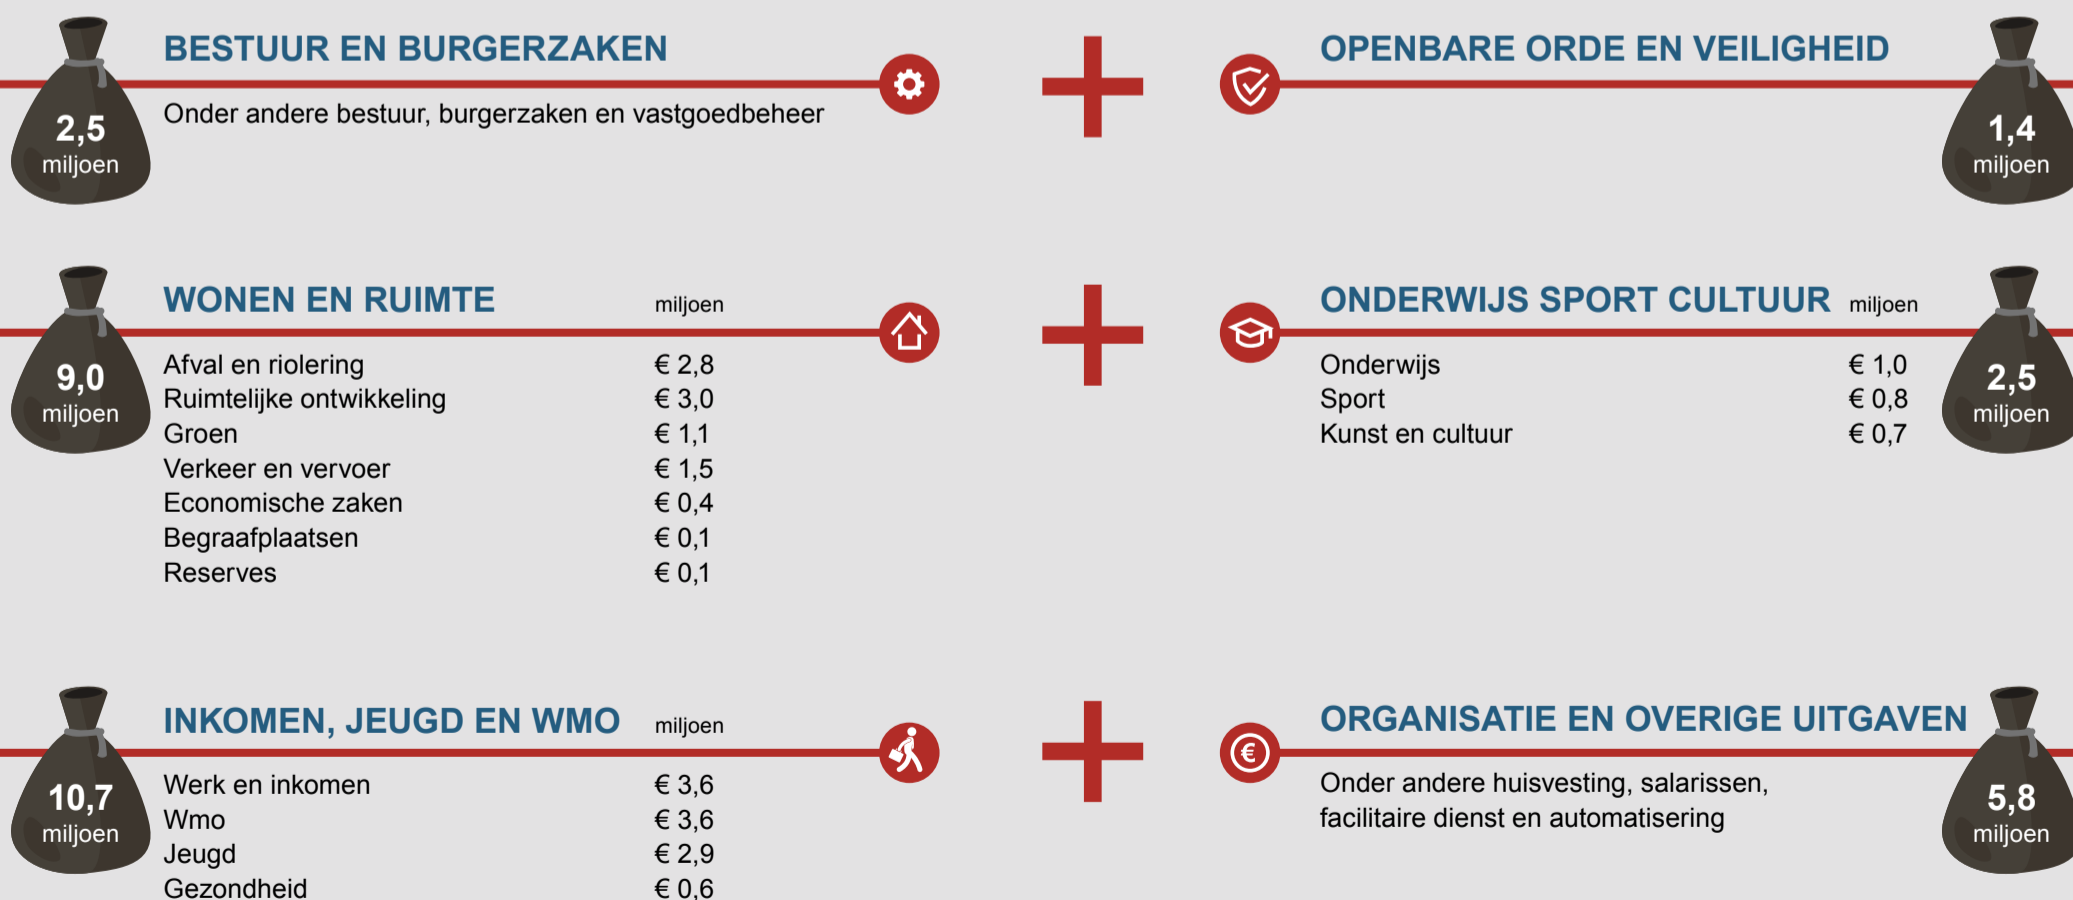 BESTUUR EN BURGERZAKEN
Onder andere bestuur, burgerzaken en vastgoedbeheer
2,5
miljoen
OPENBARE ORDE EN VEILIGHEID
1,4
miljoen
WONEN EN RUIMTE miljoen
9,0
miljoen
Afval en riolering € 2,8
Ruimtelijke ontwikkeling € 3,0
Groen € 1,1
Verkeer en vervoer € 1,5
Economische zaken € 0,4
Begraafplaatsen € 0,1
Reserves € 0,1
ONDERWIJS SPORT CULTUUR miljoen
Onderwijs € 1,0
Sport € 0,8
Kunst en cultuur € 0,7
2,5
miljoen
INKOMEN, JEUGD EN WMO miljoen
10,7
miljoen
Werk en inkomen € 3,6
Wmo € 3,6
Jeugd € 2,9
Gezondheid € 0,6
ORGANISATIE EN OVERIGE UITGAVEN
Onder andere huisvesting, salarissen,
facilitaire dienst en automatisering
5,8
miljoen
€